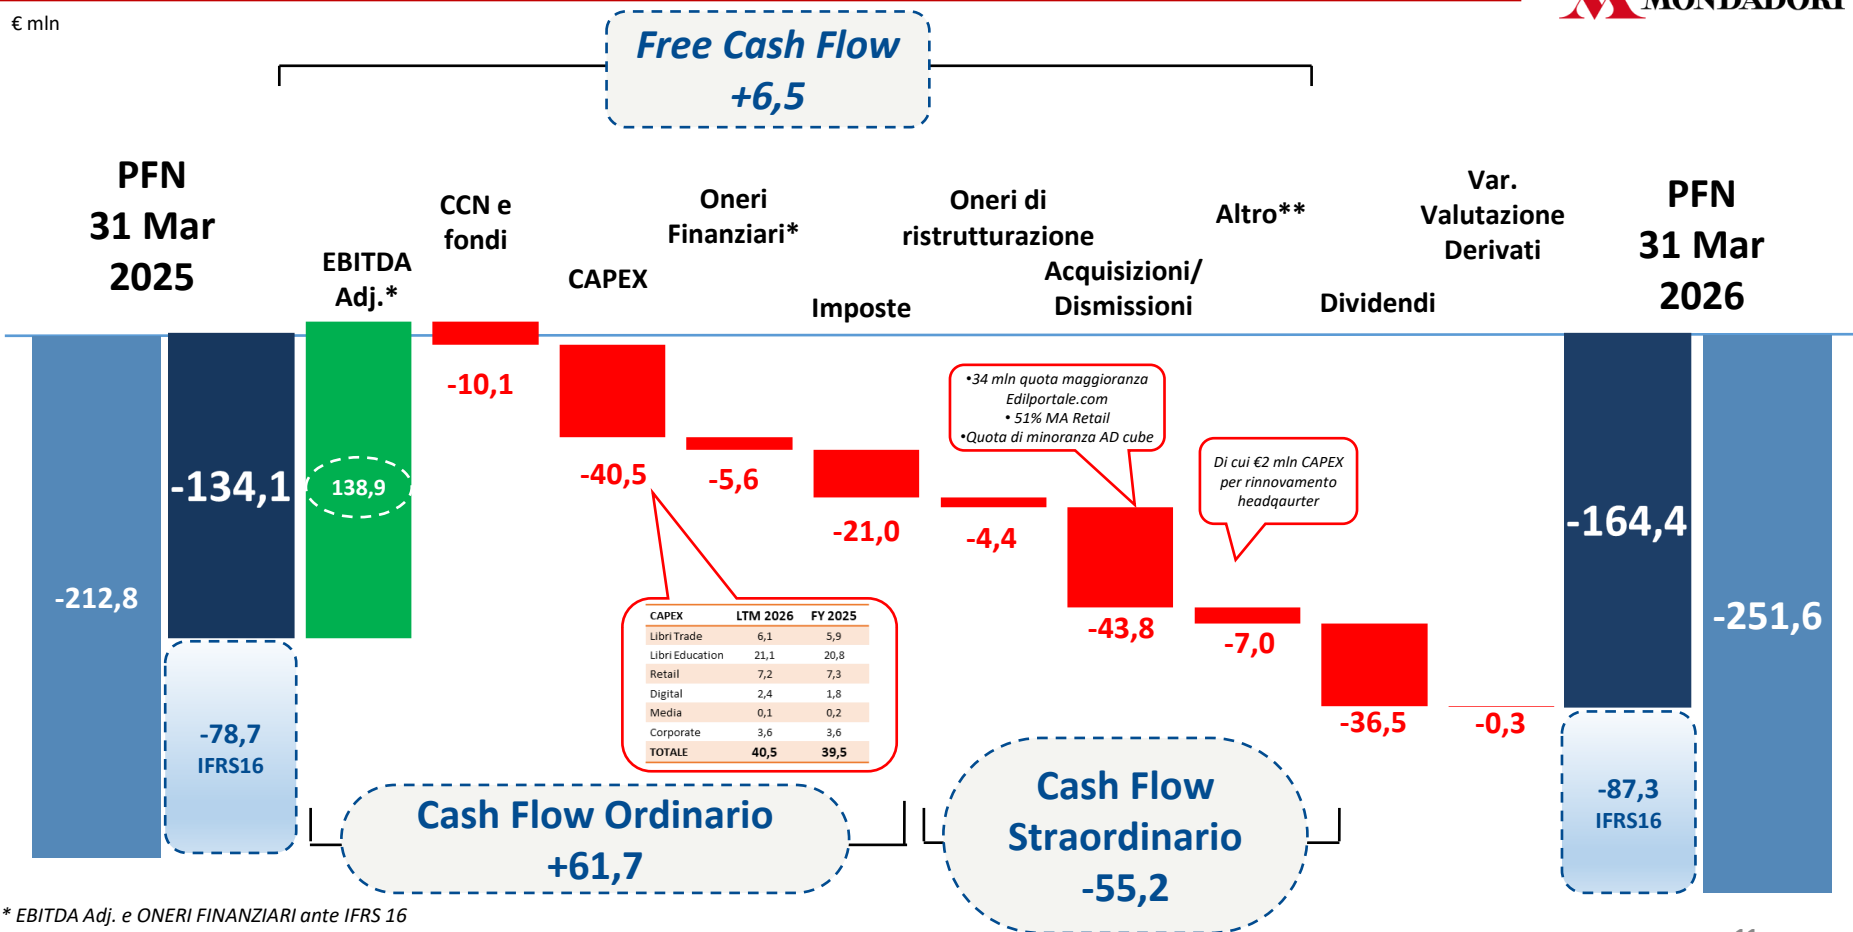 MONDADORI
€ mln
Free Cash Flow
+6,5
PFN
31 Mar
2025
EBITDA
Adj.*
CCN e
fondi
CAPEX
Oneri
Finanziari*
Imposte
Oneri di
ristrutturazione
Acquisizioni/
Dismissioni
Altro**
Dividendi
Var.
Valutazione
Derivati
PFN
31 Mar
2026
-212,8
-134,1
-78,7
IFRS16
138,9
-10,1
-40,5
-5,6
-21,0
-4,4
-43,8
-7,0
-36,5
-0,3
-164,4
-87,3
IFRS16
-251,6
•34 mln quota maggioranza
Edilportale.com
• 51% MA Retail
•Quota di minoranza AD cube
Di cui €2 mln CAPEX
per rinnovamento
headqaurter
CAPEX LTM 2026 FY 2025
Libri Trade 6,1 5,9
Libri Education 21,1 20,8
Retail 7,2 7,3
Digital 2,4 1,8
Media 0,1 0,2
Corporate 3,6 3,6
TOTALE 40,5 39,5
Cash Flow Ordinario
+61,7
Cash Flow
Straordinario
-55,2
* EBITDA Adj. e ONERI FINANZIARI ante IFRS 16